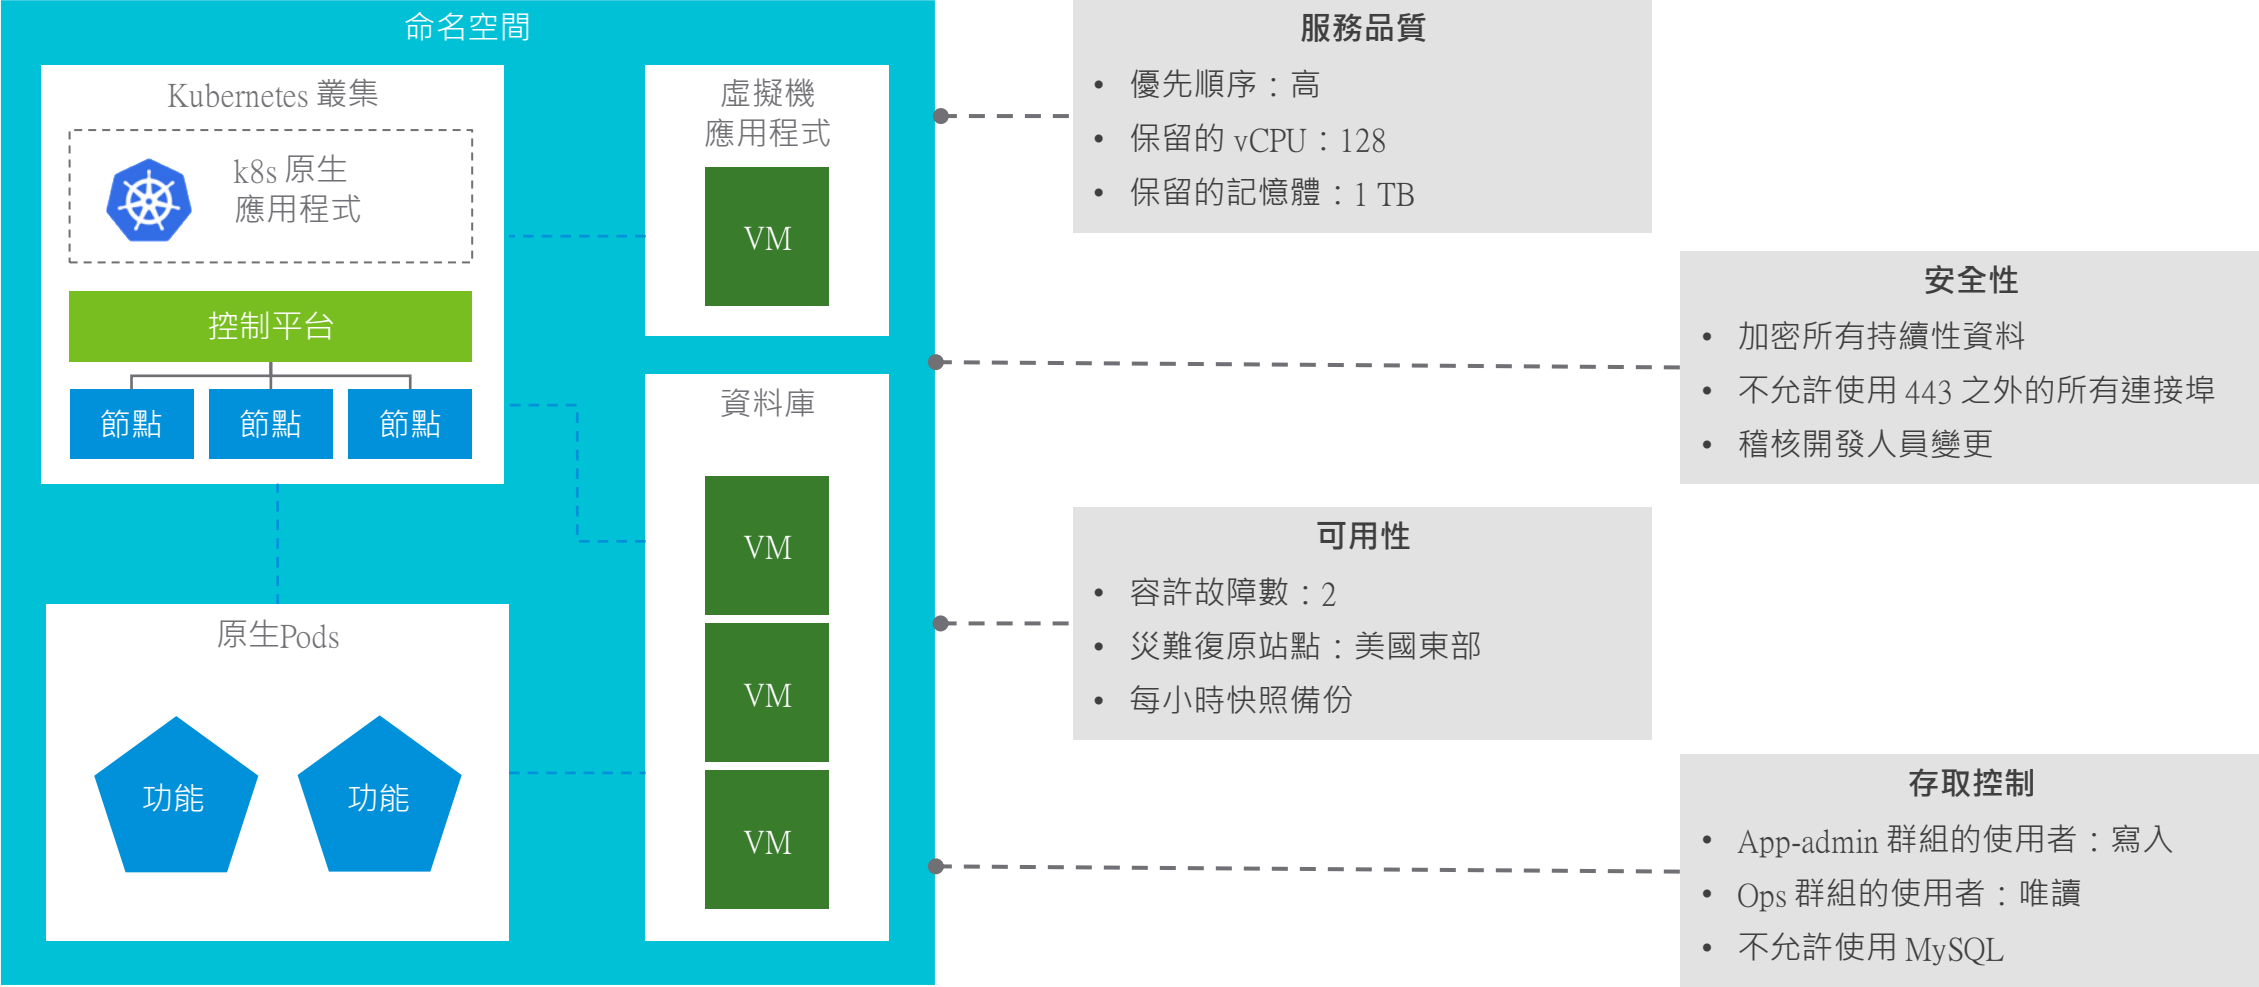 命名空間
Kubernetes 叢集
k8s 原生
應用程式
控制平台
節點
節點
節點
原生Pods
功能
功能
虛擬機
應用程式
VM
資料庫
VM
VM
VM
服務品質
• 優先順序：高
• 保留的 vCPU：128
• 保留的記憶體：1 TB
安全性
• 加密所有持續性資料
• 不允許使用 443 之外的所有連接埠
• 稽核開發人員變更
可用性
• 容許故障數：2
• 災難復原站點：美國東部
• 每小時快照備份
存取控制
• App-admin 群組的使用者：寫入
• Ops 群組的使用者：唯讀
• 不允許使用 MySQL